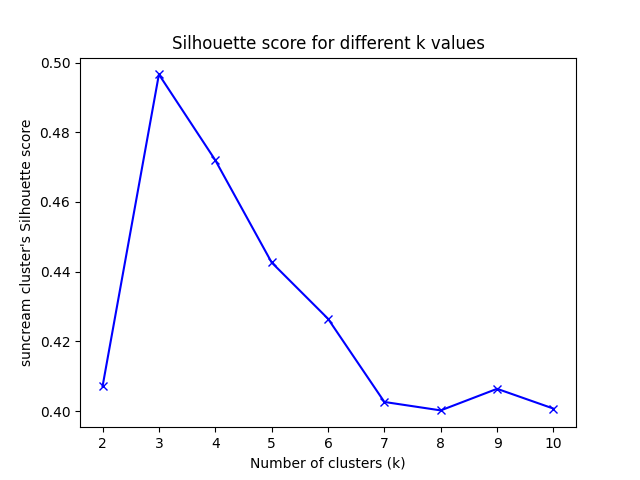 Silhouette score for different k values
suncream cluster's Silhouette score
0.50
0.48
0.46
0.44
0.42
0.40
2 3 4 5 6 7 8 9 10
Number of clusters (k)